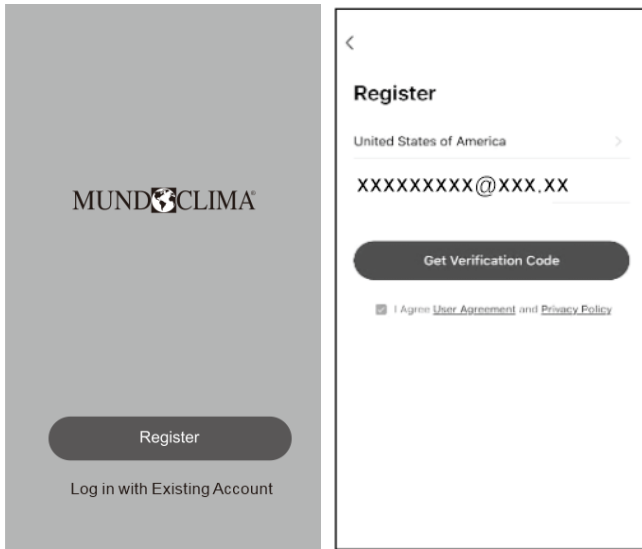 MUNDOCLIMA®
Register
Log in with Existing Account
Register
United States of America
xxxxxxxxx@xxx.xx
Get Verification Code
I Agree User Agreement and Privacy Policy